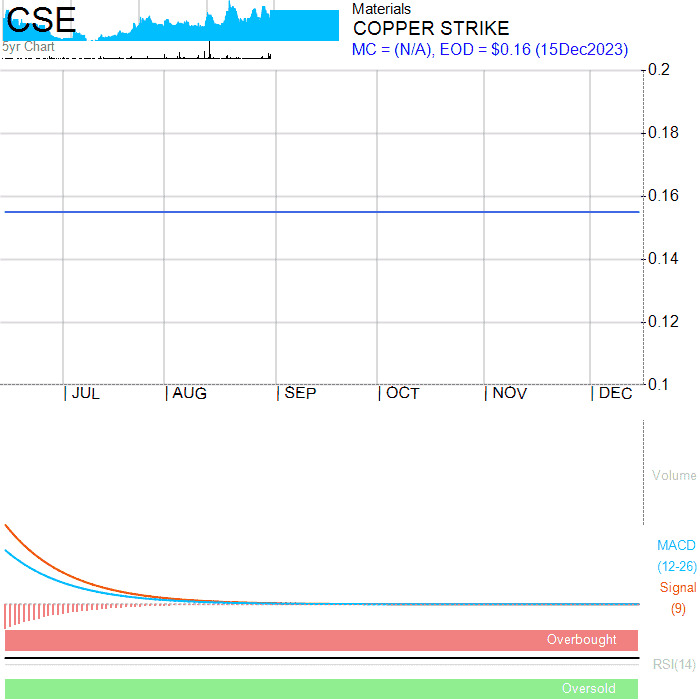 CSE
5yr Chart
Materials
COPPER STRIKE
MC = (N/A), EOD = $0.16 (15Dec2023)
0.2
0.18
0.16
0.14
0.12
0.1
| JUL | AUG | SEP | OCT | NOV | DEC
Volume
MACD
(12-26)
Signal
(9)
Overbought
RSI(14)
Oversold